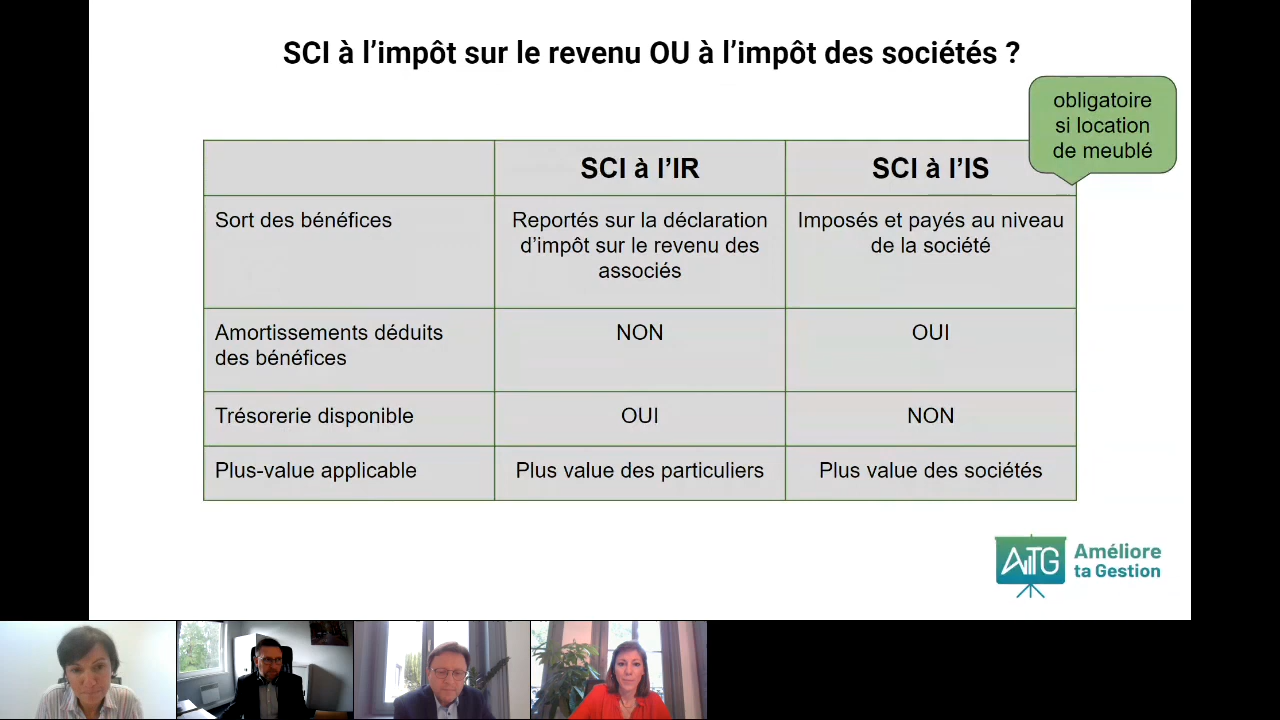 SCI à l’impôt sur le revenu OU à l’impôt des sociétés ?
obligatoire
si location
de meublé
SCI à l’IR
SCI à l’IS
Sort des bénéfices
Reportés sur la déclaration
d’impôt sur le revenu des
associés
Imposés et payés au niveau
de la société
Amortissements déduits
des bénéfices
NON
OUI
Trésorerie disponible
OUI
NON
Plus-value applicable
Plus value des particuliers
Plus value des sociétés
ATG
Améliore
ta Gestion